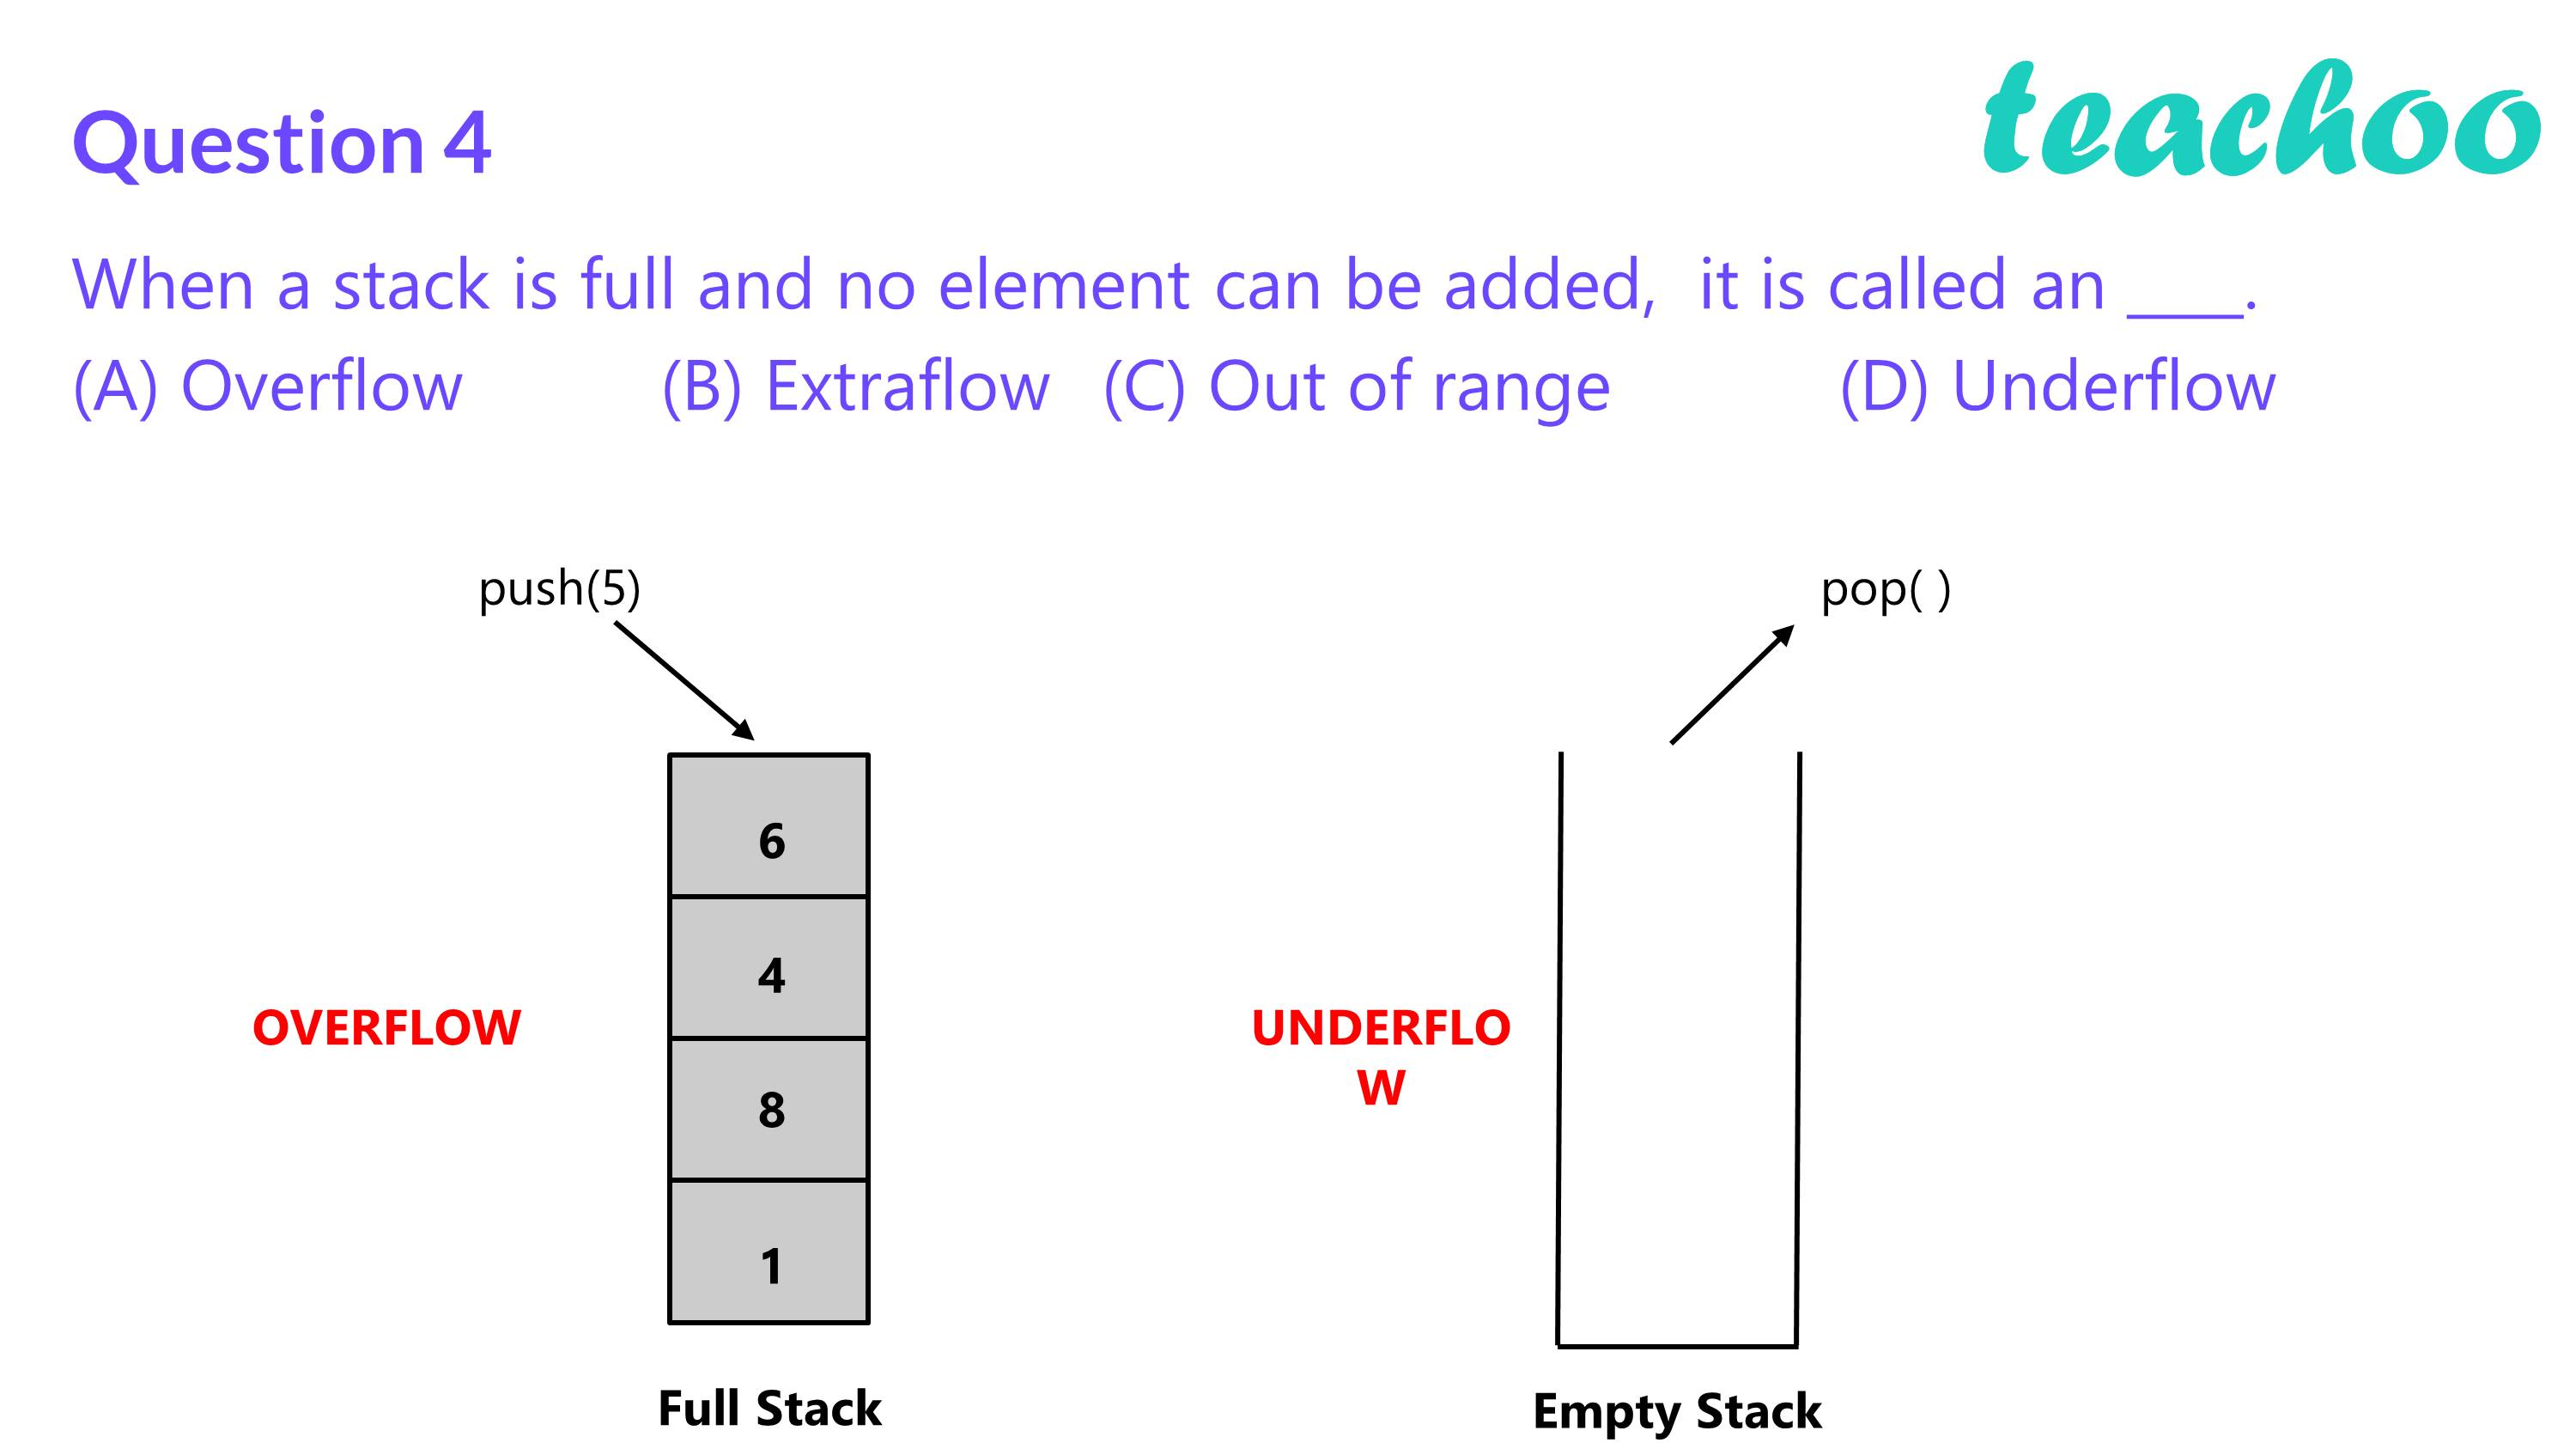 teachoo
Question 4
When a stack is full and no element can be added, it is called an ____.
(A) Overflow (B) Extraflow (C) Out of range (D) Underflow
push(5)
pop( )
6
4
8
1
OVERFLOW
UNDERFLO
W
Full Stack
Empty Stack